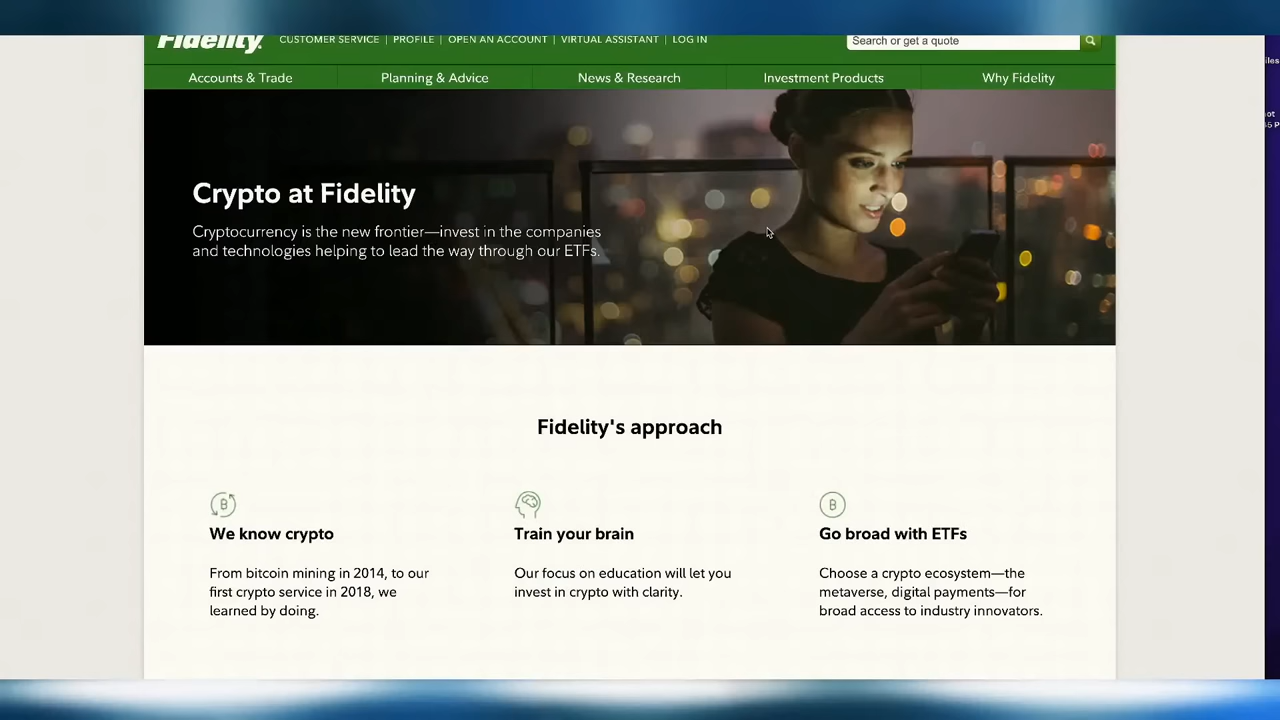 Fidelity
CUSTOMER SERVICE | PROFILE | OPEN AN ACCOUNT | VIRTUAL ASSISTANT | LOG IN
Search or get a quote
Accounts & Trade
Planning & Advice
News & Research
Investment Products
Why Fidelity
Crypto at Fidelity
Cryptocurrency is the new frontier—invest in the companies
and technologies helping to lead the way through our ETFs.
Fidelity's approach
We know crypto
From bitcoin mining in 2014, to our
first crypto service in 2018, we
learned by doing.
Train your brain
Our focus on education will let you
invest in crypto with clarity.
Go broad with ETFs
Choose a crypto ecosystem—the
metaverse, digital payments—for
broad access to industry innovators.